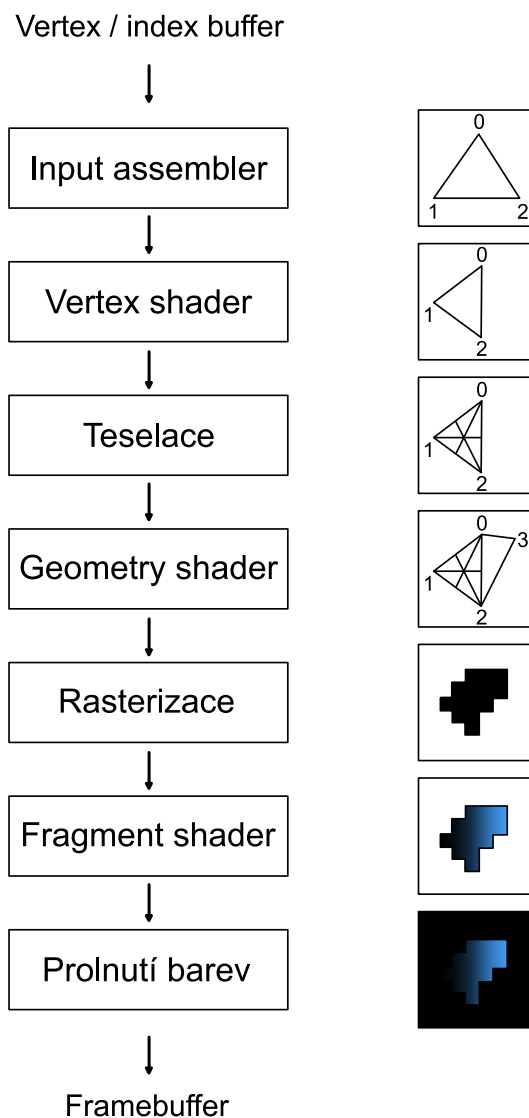 Vertex / index buffer
Input assembler
0
1
2
Vertex shader
0
1
2
Teselace
0
1
2
Geometry shader
0
3
1
2
Rasterizace
Fragment shader
Prolnutí barev
Framebuffer